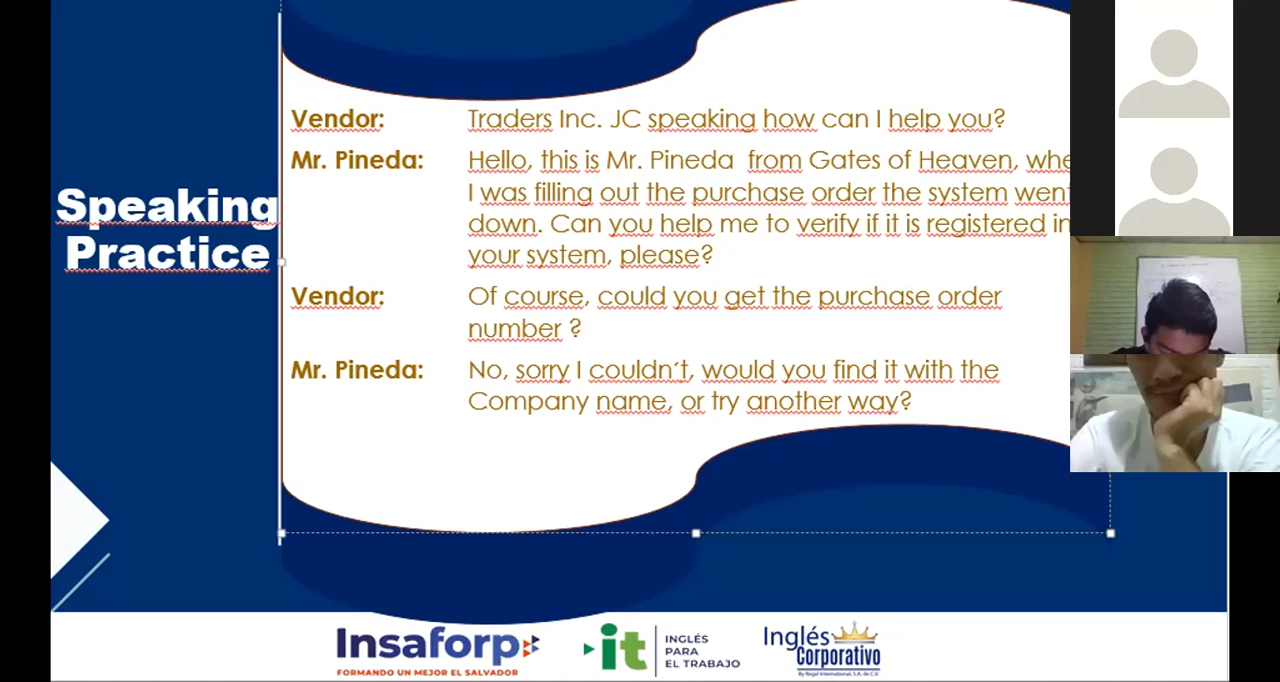 Vendor: Traders Inc. JC speaking how can I help you?
Mr. Pineda: Hello, this is Mr. Pineda from Gates of Heaven,
I was filling out the purchase order the system went
down. Can you help me to verify if it is registered in
your system, please?
Vendor: Of course, could you get the purchase order
number ?
Mr. Pineda: No, sorry I couldn´t, would you find it with the
Company name, or try another way?
Speaking
Practice
Insaforp
FORMANDO UN MEJOR EL SALVADOR
it
INGLÉS
PARA
EL TRABAJO
Inglés
Corporativo
By Regal International, S.A. de C.V.